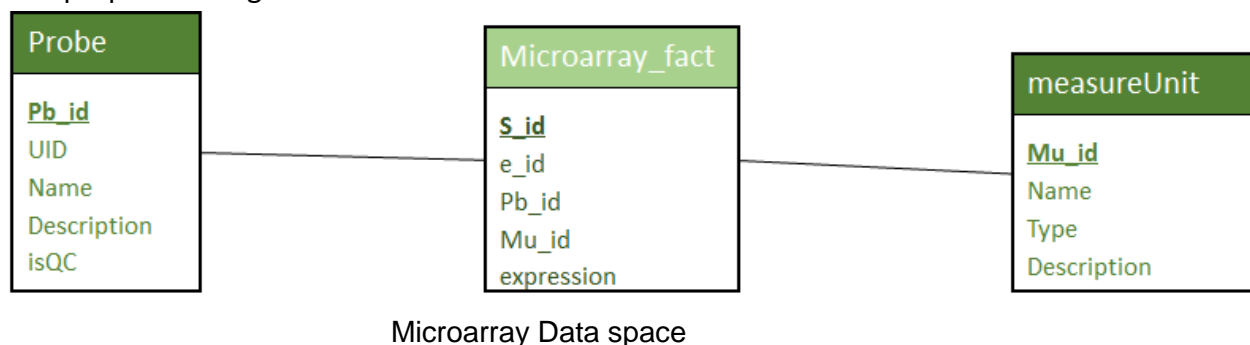 Probe
Pb_id
UID
Name
Description
isQC
Microarray_fact
S_id
e_id
Pb_id
Mu_id
expression
measureUnit
Mu_id
Name
Type
Description
Microarray Data space